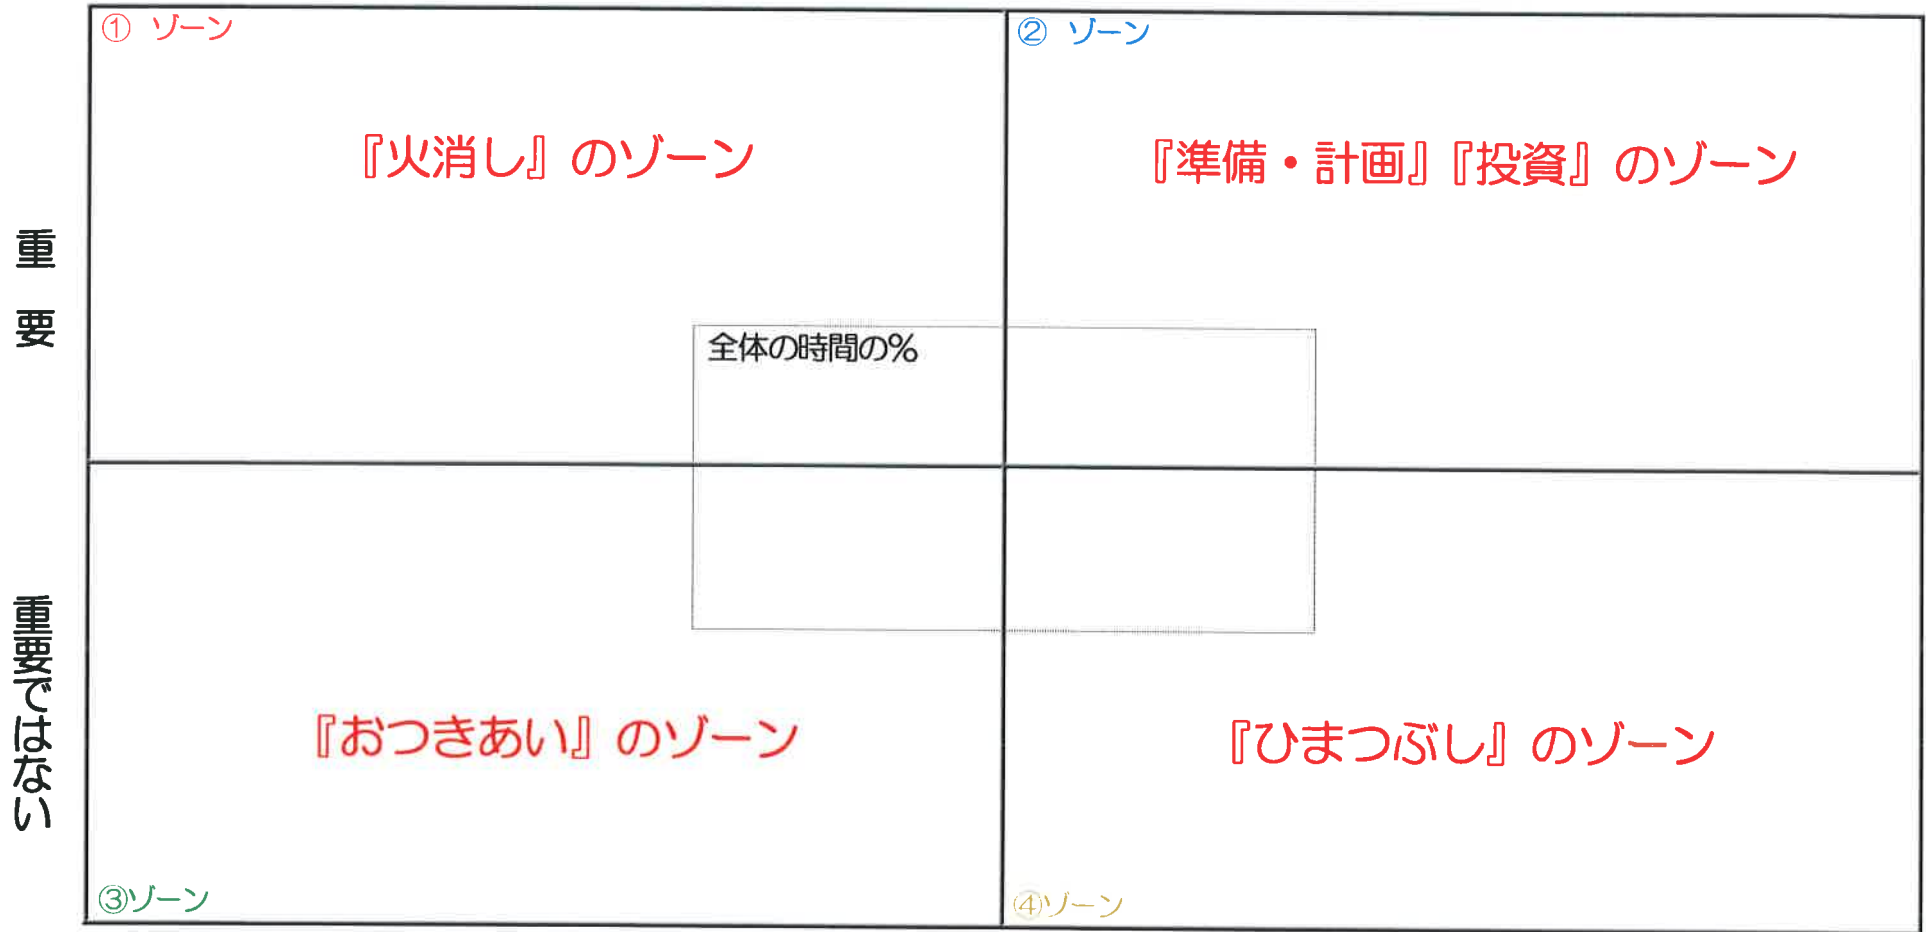 ① ゾーン
② ゾーン
『火消し』のゾーン
『準備・計画』『投資』のゾーン
重要
全体の時間の%
重要ではない
『おつきあい』のゾーン
『ひまつぶし』のゾーン
③ゾーン
④ゾーン